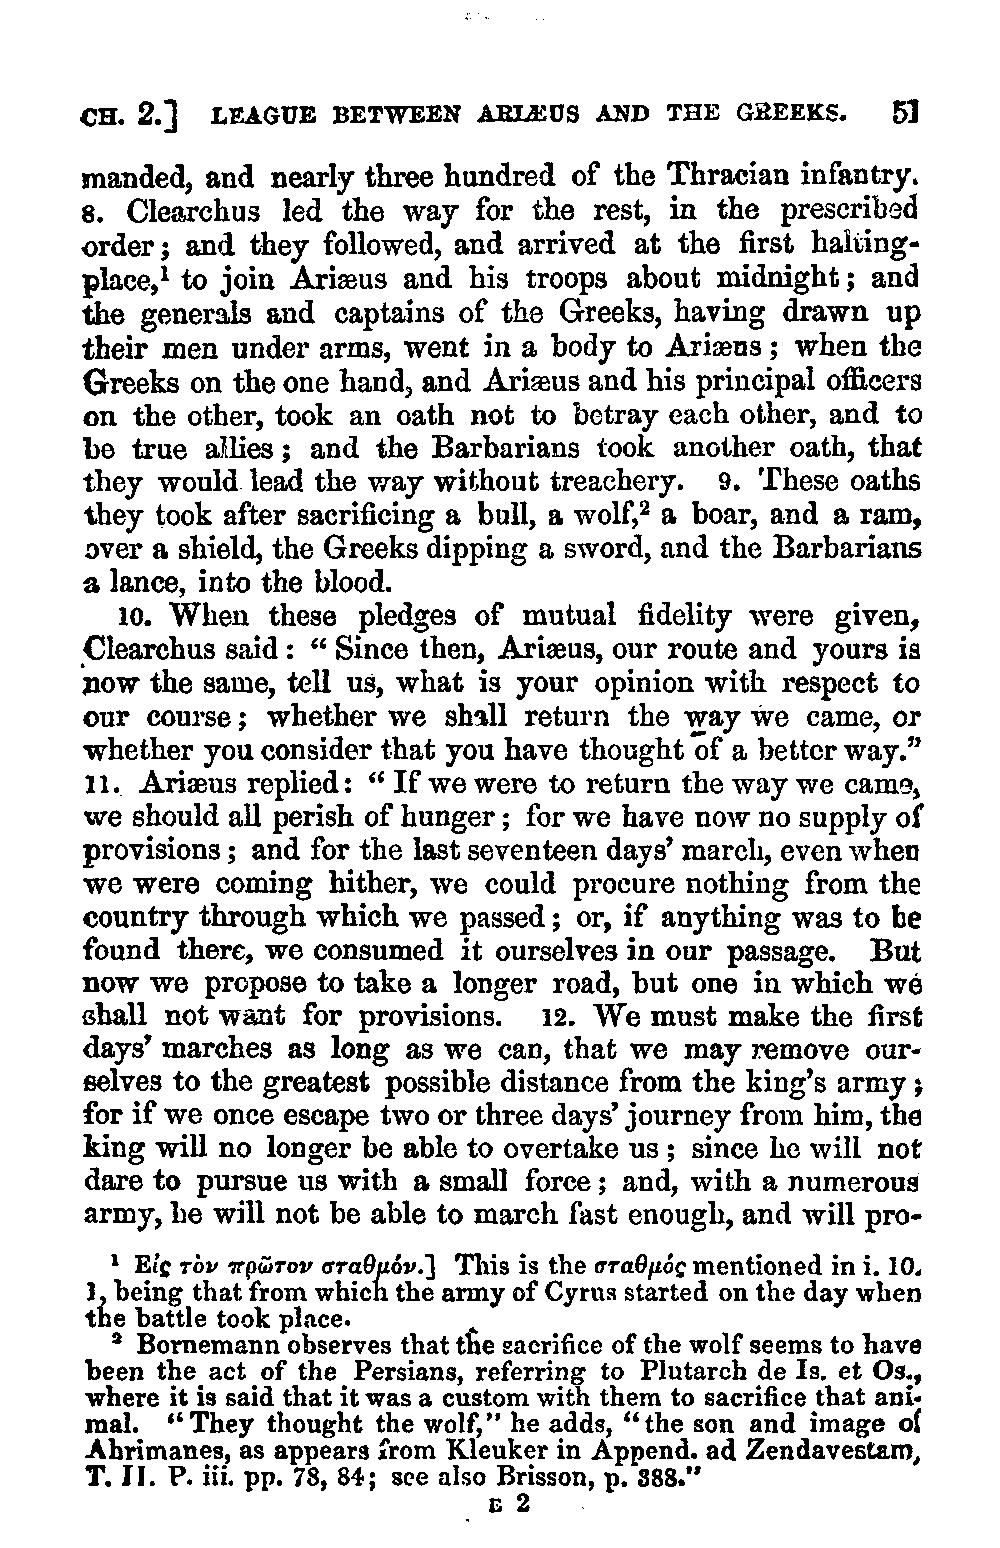 CH. 2.] LEAGUE BETWEEN ARIÆUS AND THE GREEKS. 51
manded, and nearly three hundred of the Thracian infantry.
8. Clearchus led the way for the rest, in the prescribed
order; and they followed, and arrived at the first halting-
place,¹ to join Ariæus and his troops about midnight; and
the generals and captains of the Greeks, having drawn up
their men under arms, went in a body to Ariæus; when the
Greeks on the one hand, and Ariæus and his principal officers
on the other, took an oath not to betray each other, and to
be true allies; and the Barbarians took another oath, that
they would lead the way without treachery. 9. These oaths
they took after sacrificing a bull, a wolf,² a boar, and a ram,
over a shield, the Greeks dipping a sword, and the Barbarians
a lance, into the blood.
10. When these pledges of mutual fidelity were given,
Clearchus said: “Since then, Ariæus, our route and yours is
now the same, tell us, what is your opinion with respect to
our course; whether we shall return the way we came, or
whether you consider that you have thought of a better way.”
11. Ariæus replied: “If we were to return the way we came,
we should all perish of hunger; for we have now no supply of
provisions; and for the last seventeen days’ march, even when
we were coming hither, we could procure nothing from the
country through which we passed; or, if anything was to be
found there, we consumed it ourselves in our passage. But
now we propose to take a longer road, but one in which we
shall not want for provisions. 12. We must make the first
days’ marches as long as we can, that we may remove our-
selves to the greatest possible distance from the king’s army;
for if we once escape two or three days’ journey from him, the
king will no longer be able to overtake us; since he will not
dare to pursue us with a small force; and, with a numerous
army, he will not be able to march fast enough, and will pro-
¹ Εἰς τὸν πρῶτον σταθμόν.] This is the σταθμός mentioned in i. 10.
1, being that from which the army of Cyrus started on the day when
the battle took place.
² Bornemann observes that the sacrifice of the wolf seems to have
been the act of the Persians, referring to Plutarch de Is. et Os.,
where it is said that it was a custom with them to sacrifice that ani-
mal. “They thought the wolf,” he adds, “the son and image of
Ahrimanes, as appears from Kleuker in Append. ad Zendavestam,
T. II. P. iii. pp. 78, 84; see also Brisson, p. 388.”
E 2